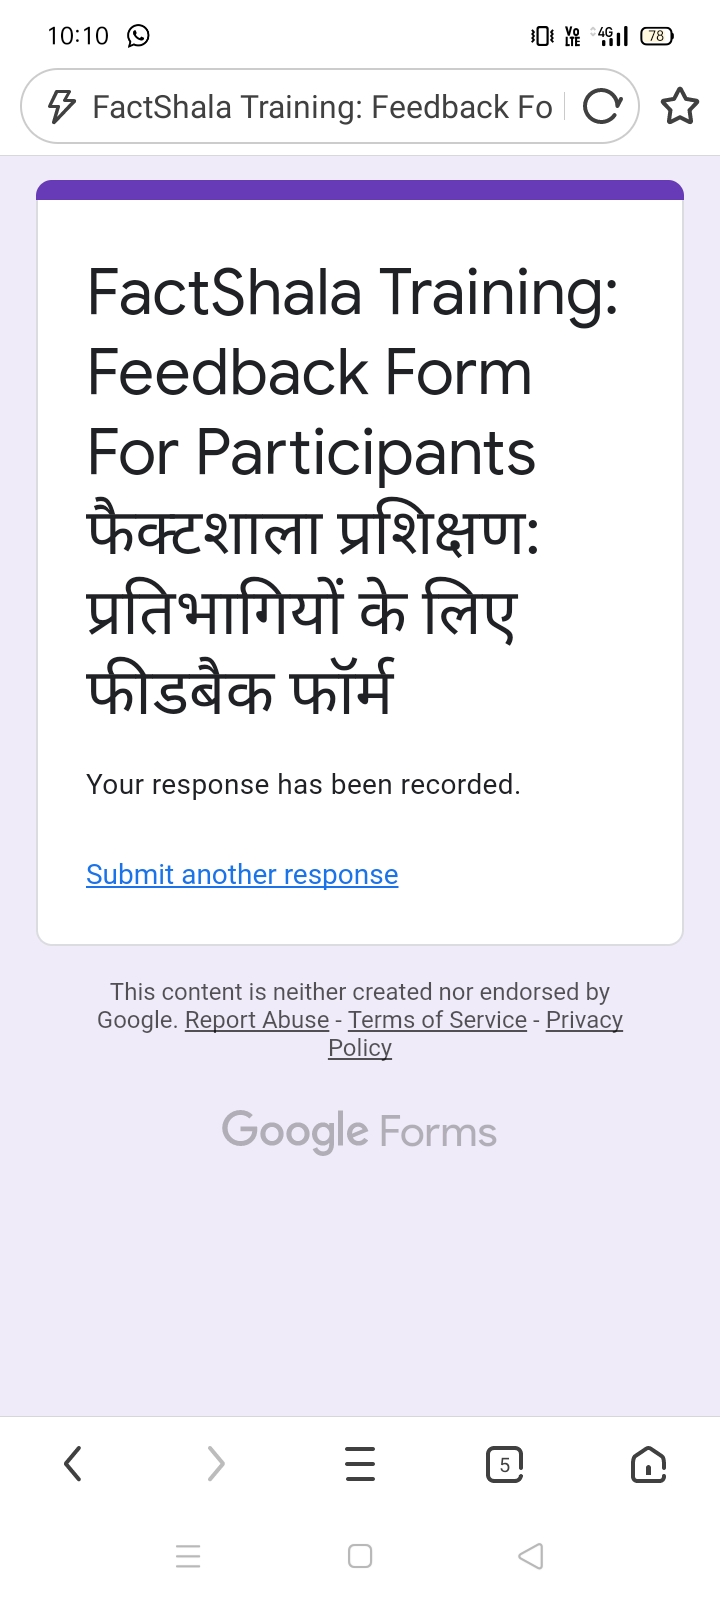 10:10
Vo LTE 4G 78
FactShala Training: Feedback Fo
FactShala Training:
Feedback Form
For Participants
फैक्टशाला प्रशिक्षण:
प्रतिभागियों के लिए
फीडबैक फॉर्म
Your response has been recorded.
Submit another response
This content is neither created nor endorsed by
Google. Report Abuse - Terms of Service - Privacy
Policy
Google Forms
5